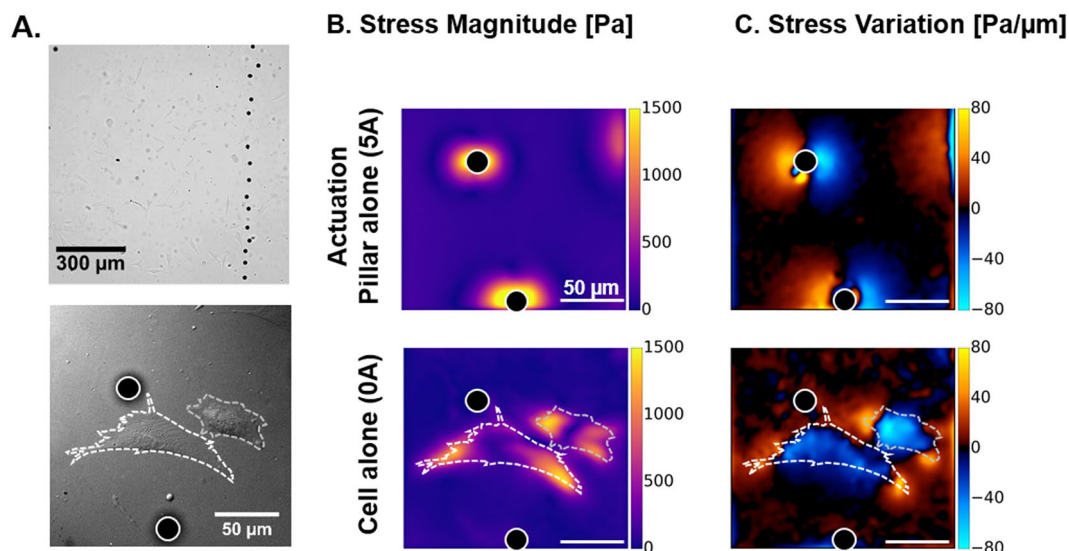 A.
B. Stress Magnitude [Pa]
C. Stress Variation [Pa/µm]
300 µm
50 µm
Actuation
Pillar alone (5A)
1500
1000
500
0
50 µm
80
40
0
−40
−80
Cell alone (0A)
1500
1000
500
0
80
40
0
−40
−80